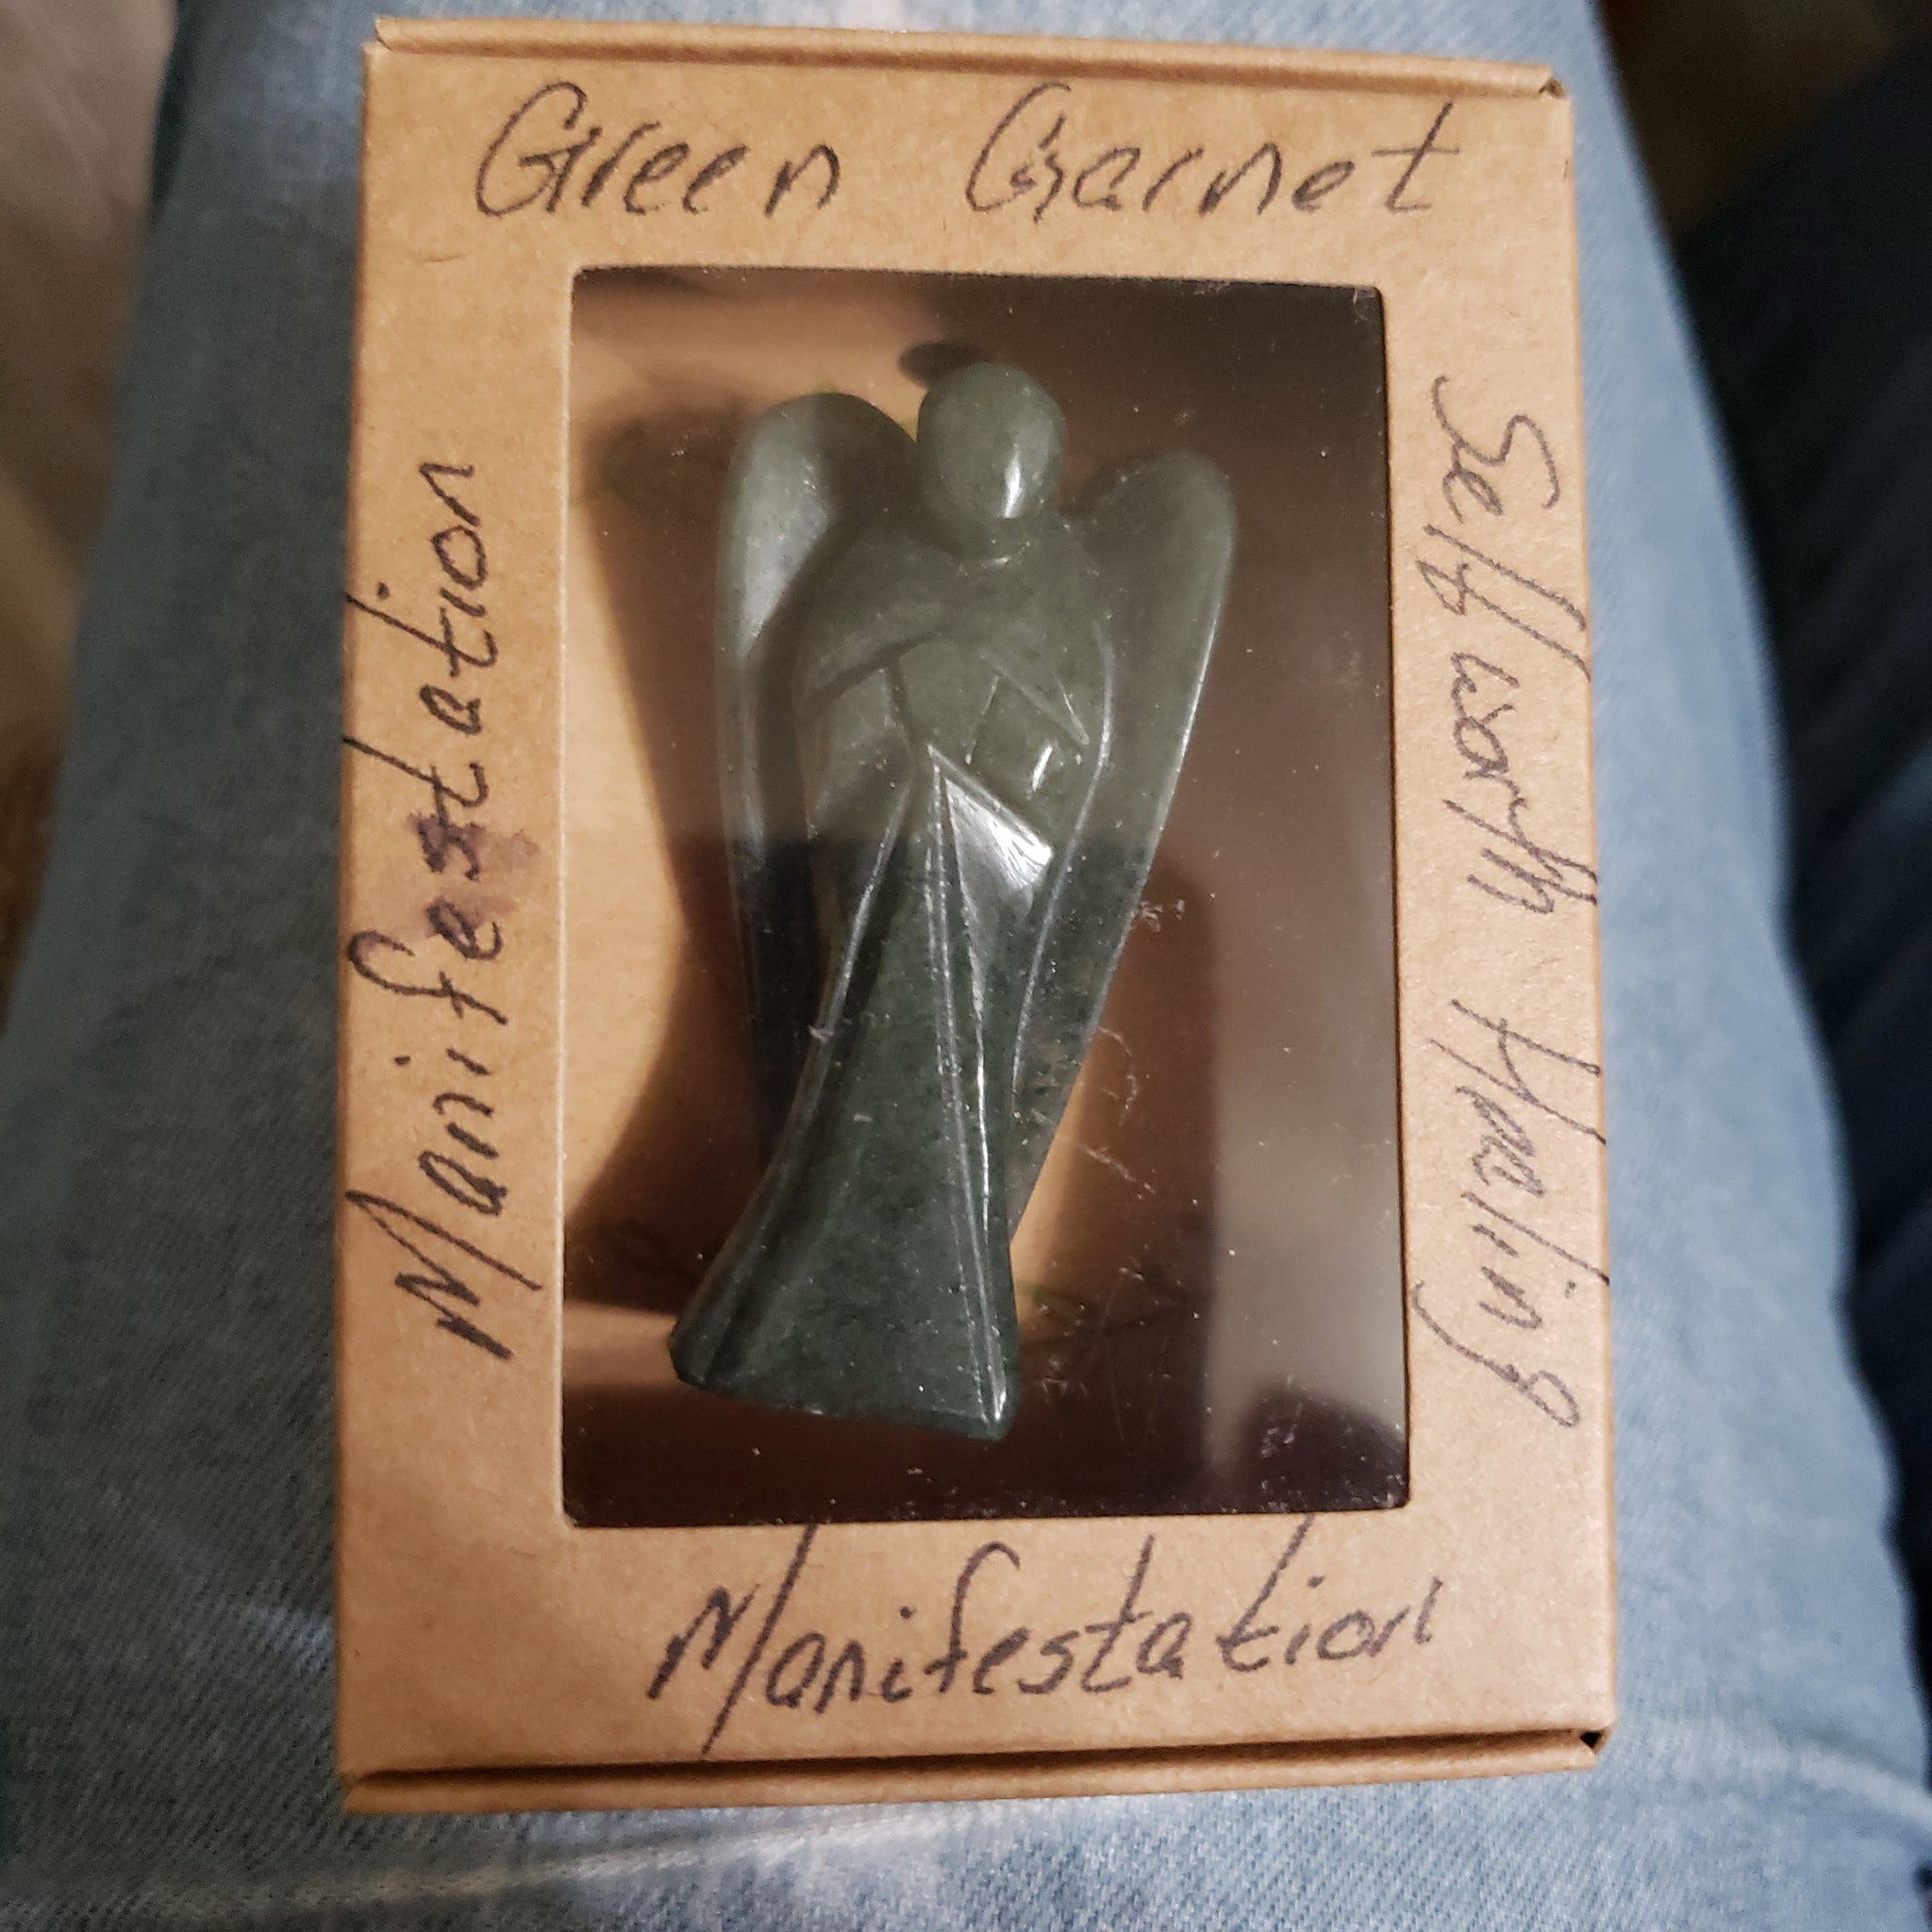 Green Garnet
Manifestation
Self worth Healing
Manifestation